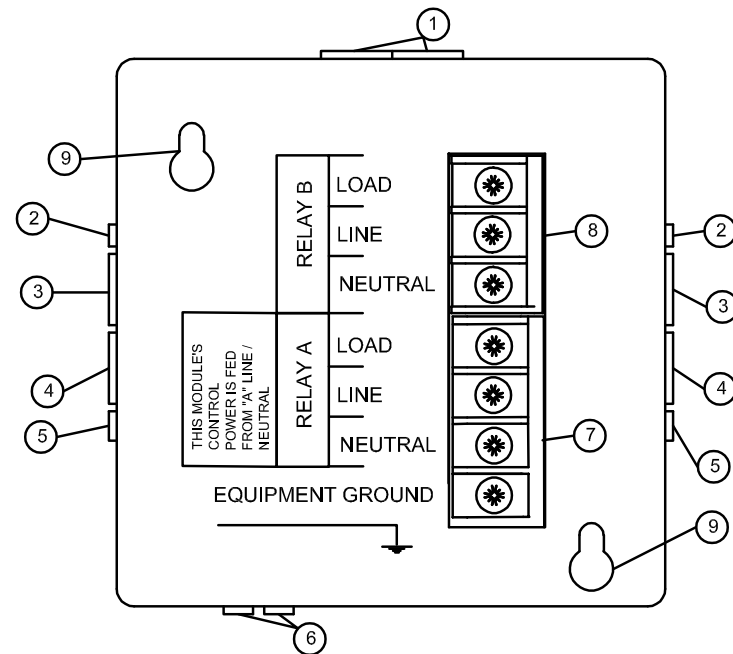 1
9
2
3
4
5
RELAY B
LOAD
LINE
NEUTRAL
THIS MODULE'S
CONTROL
POWER IS FED
FROM "A" LINE /
NEUTRAL
RELAY A
LOAD
LINE
NEUTRAL
EQUIPMENT GROUND
8
7
2
3
4
5
9
6